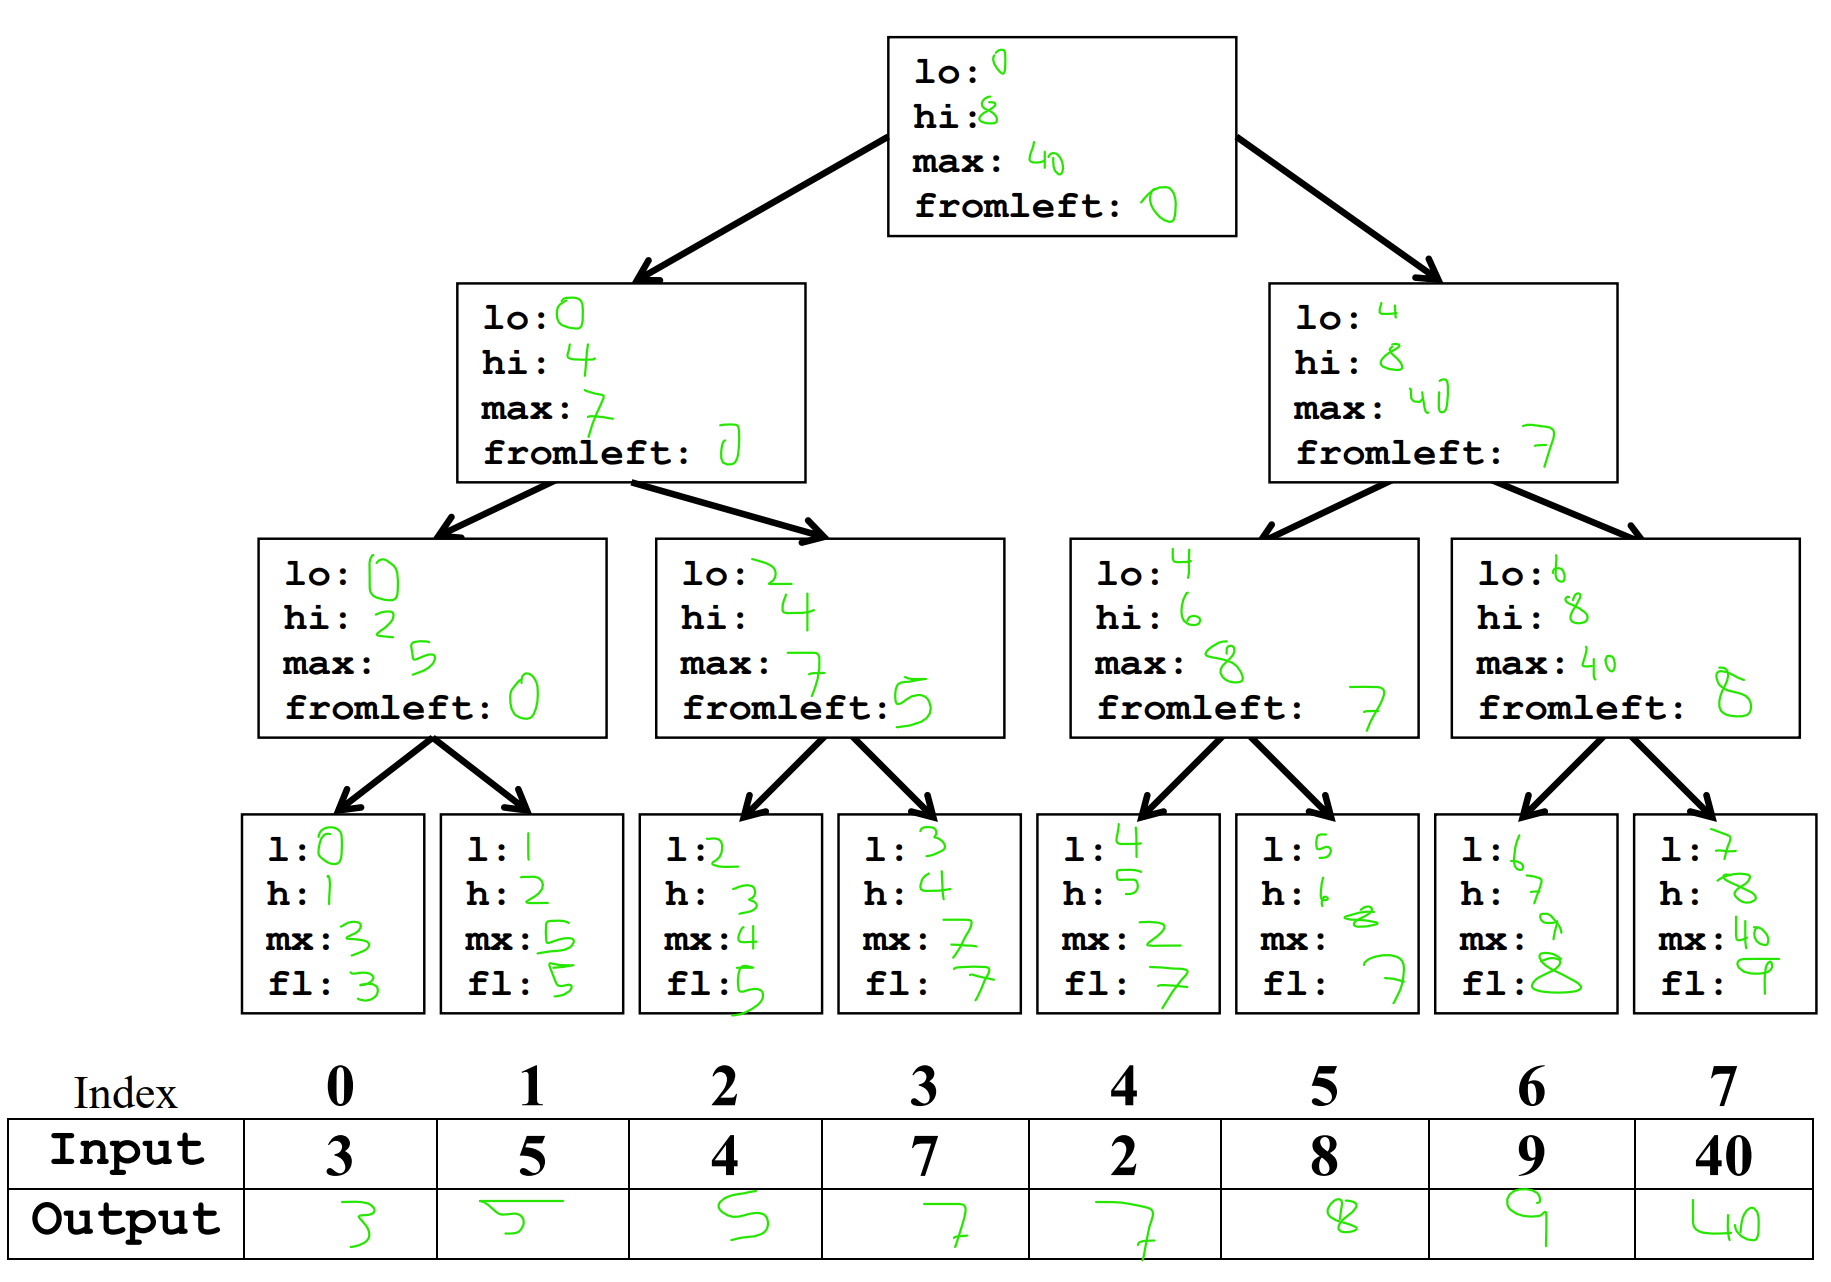 lo: 0
hi: 8
max: 40
fromleft: 0
lo: 0
hi: 4
max: 7
fromleft: 0
lo: 4
hi: 8
max: 40
fromleft: 7
lo: 0
hi: 2
max: 5
fromleft: 0
lo: 2
hi: 4
max: 7
fromleft: 5
lo: 4
hi: 6
max: 8
fromleft: 7
lo: 6
hi: 8
max: 40
fromleft: 8
l: 0
h: 1
mx: 3
fl: 3
l: 1
h: 2
mx: 5
fl: 5
l: 2
h: 3
mx: 4
fl: 5
l: 3
h: 4
mx: 7
fl: 7
l: 4
h: 5
mx: 2
fl: 7
l: 5
h: 6
mx: 8
fl: 7
l: 6
h: 7
mx: 9
fl: 8
l: 7
h: 8
mx: 40
fl: 9
Index 0 1 2 3 4 5 6 7
Input 3 5 4 7 2 8 9 40
Output 3 5 5 7 7 8 9 40